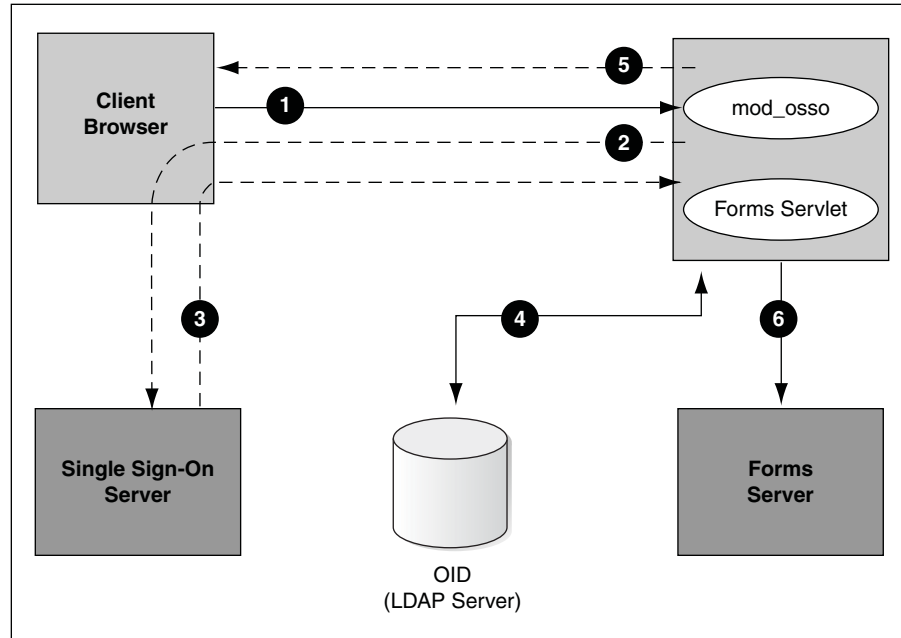 Client
Browser
5
1
mod_osso
2
Forms Servlet
3
4
6
Single Sign-On
Server
OID
(LDAP Server)
Forms
Server